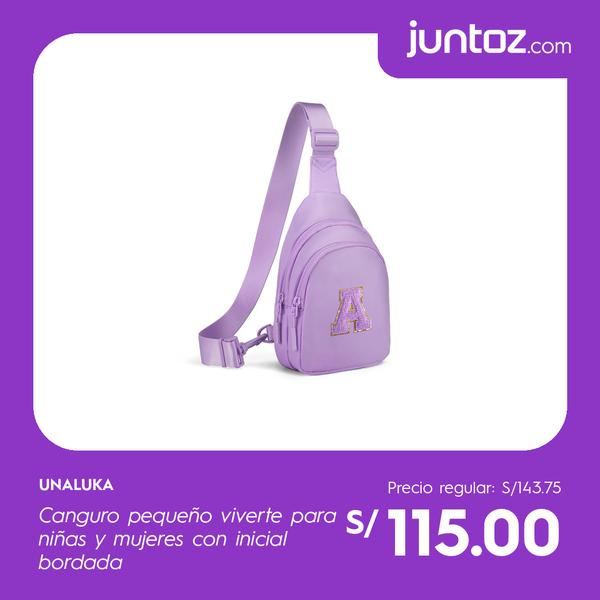 juntoz.com
A
UNALUKA
Canguro pequeño viverte para
niñas y mujeres con inicial
bordada
Precio regular: S/143.75
S/115.00